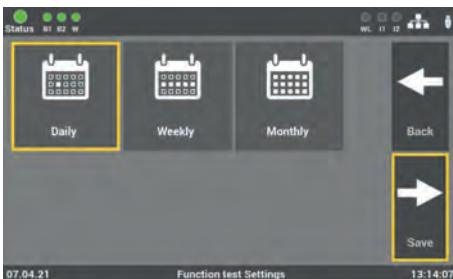 Status B1 B2 W WL I1 I2
Daily Weekly Monthly Back
Save
07.04.21 Function test Settings 13:14:07